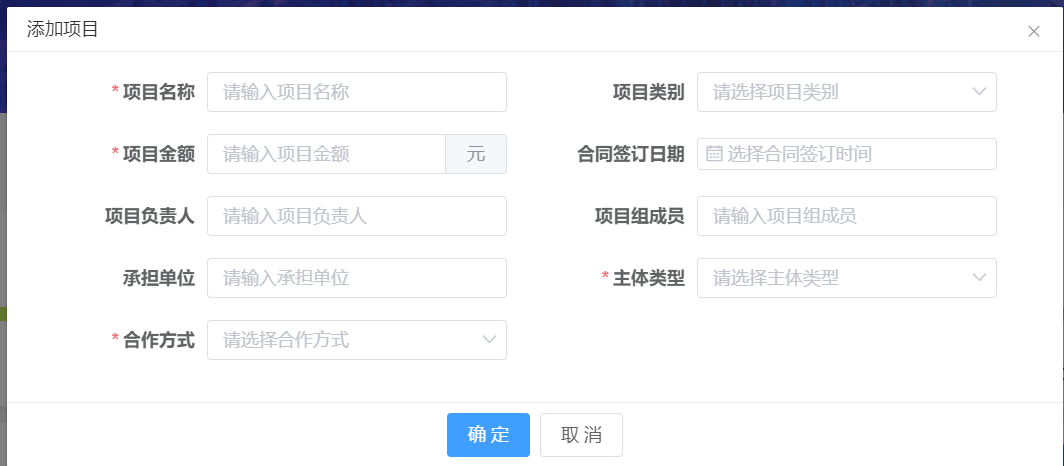 添加项目
* 项目名称 请输入项目名称 项目类别 请选择项目类别
* 项目金额 请输入项目金额 元 合同签订日期 选择合同签订时间
项目负责人 请输入项目负责人 项目组成员 请输入项目组成员
承担单位 请输入承担单位 * 主体类型 请选择主体类型
* 合作方式 请选择合作方式
确 定 取 消